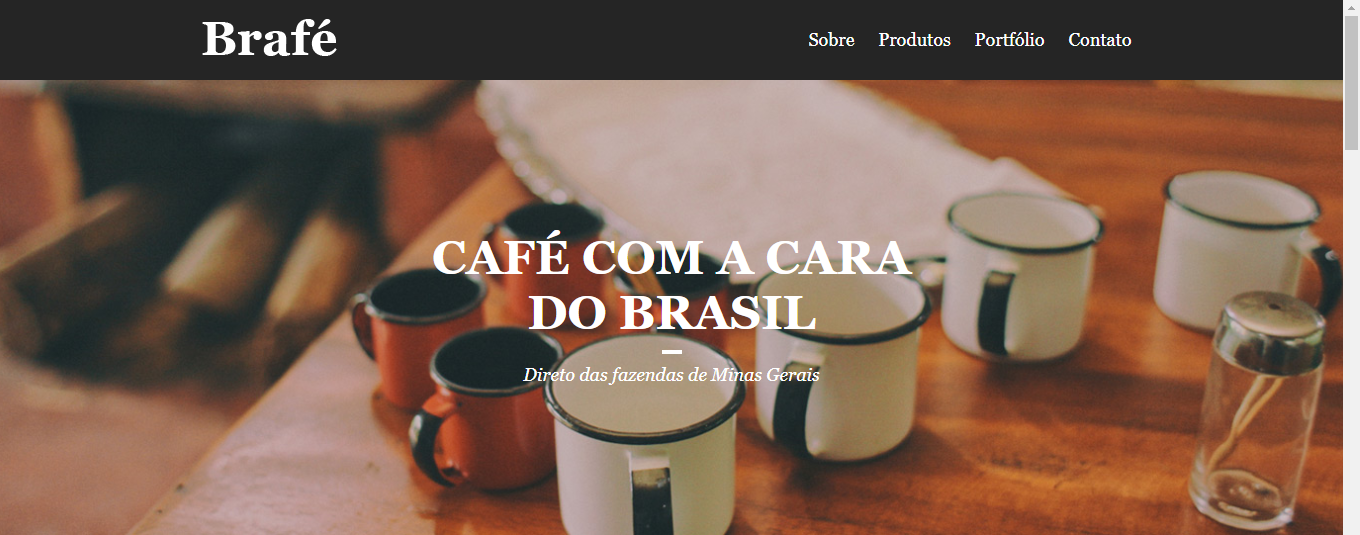 Brafé
Sobre Produtos Portfólio Contato
CAFÉ COM A CARA
DO BRASIL
Direto das fazendas de Minas Gerais